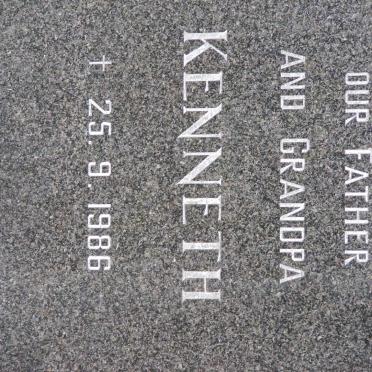 OUR FATHER
AND GRANDPA
KENNETH
† 25.9.1986